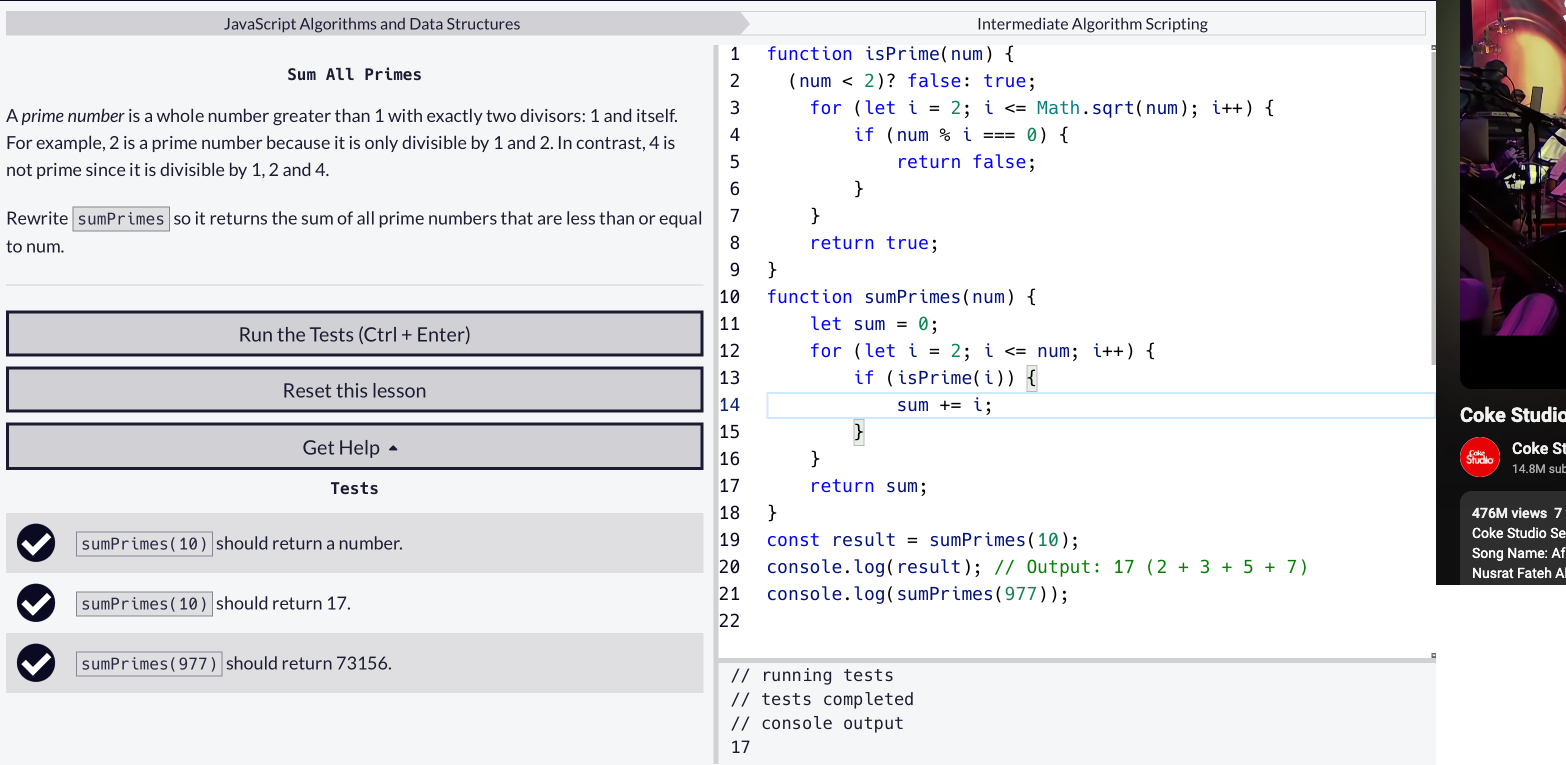 JavaScript Algorithms and Data Structures
Intermediate Algorithm Scripting
Sum All Primes
A prime number is a whole number greater than 1 with exactly two divisors: 1 and itself.
For example, 2 is a prime number because it is only divisible by 1 and 2. In contrast, 4 is
not prime since it is divisible by 1, 2 and 4.
Rewrite sumPrimes so it returns the sum of all prime numbers that are less than or equal
to num.
Run the Tests (Ctrl + Enter)
Reset this lesson
Get Help
Tests
sumPrimes(10) should return a number.
sumPrimes(10) should return 17.
sumPrimes(977) should return 73156.
1 function isPrime(num) {
2   (num < 2)? false: true;
3     for (let i = 2; i <= Math.sqrt(num); i++) {
4         if (num % i === 0) {
5             return false;
6         }
7     }
8     return true;
9 }
10 function sumPrimes(num) {
11     let sum = 0;
12     for (let i = 2; i <= num; i++) {
13         if (isPrime(i)) {
14             sum += i;
15         }
16     }
17     return sum;
18 }
19 const result = sumPrimes(10);
20 console.log(result); // Output: 17 (2 + 3 + 5 + 7)
21 console.log(sumPrimes(977));
22
// running tests
// tests completed
// console output
17
Coke Studio
Coke
Studio
Coke St
14.8M sub
476M views 7
Coke Studio Se
Song Name: Af
Nusrat Fateh Al